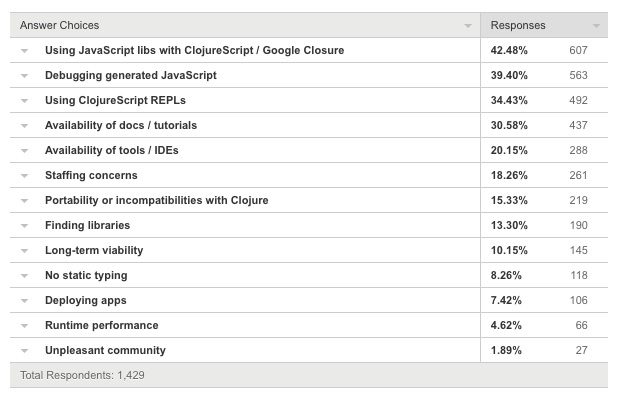 Answer Choices Responses
Using JavaScript libs with ClojureScript / Google Closure 42.48% 607
Debugging generated JavaScript 39.40% 563
Using ClojureScript REPLs 34.43% 492
Availability of docs / tutorials 30.58% 437
Availability of tools / IDEs 20.15% 288
Staffing concerns 18.26% 261
Portability or incompatibilities with Clojure 15.33% 219
Finding libraries 13.30% 190
Long-term viability 10.15% 145
No static typing 8.26% 118
Deploying apps 7.42% 106
Runtime performance 4.62% 66
Unpleasant community 1.89% 27
Total Respondents: 1,429